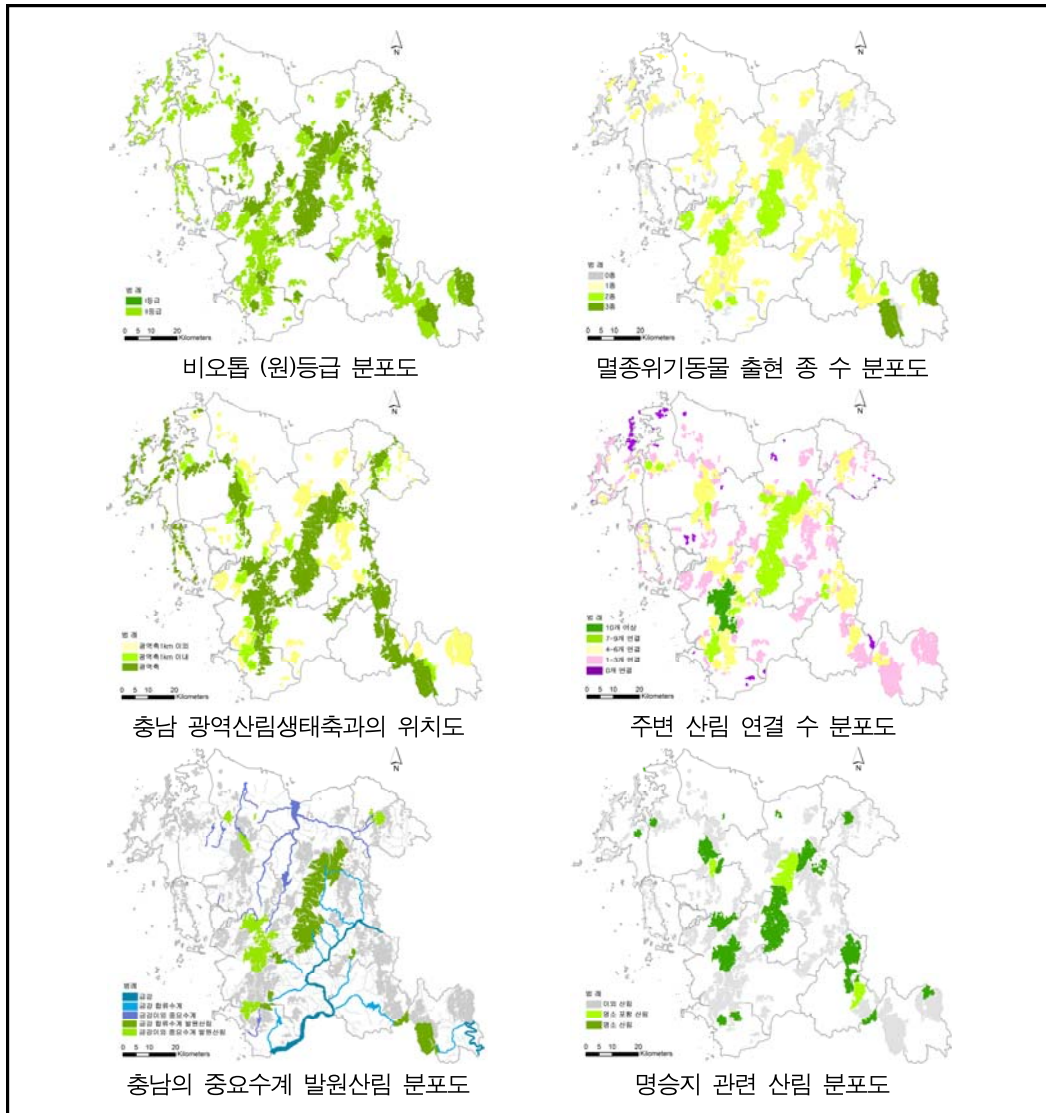 N
범 례
I등급
II등급
0 5 10 20
Kilometers
비오톱 (원)등급 분포도
N
범 례
0종
1종
2종
3종
0 5 10 20
Kilometers
멸종위기동물 출현 종 수 분포도
N
범 례
광역축1km 이외
광역축1km 이내
광역축
0 5 10 20
Kilometers
충남 광역산림생태축과의 위치도
N
범 례
10개 이상
7-9개 연결
4-6개 연결
1-3개 연결
0개 연결
0 5 10 20
Kilometers
주변 산림 연결 수 분포도
N
범례
금강
금강 합류수계
금강이외 중요수계
금강 합류수계 발원산림
금강이외 중요수계 발원산림
0 5 10 20
Kilometers
충남의 중요수계 발원산림 분포도
N
범 례
이외 산림
명소 포함 산림
명소 산림
0 5 10 20
Kilometers
명승지 관련 산림 분포도